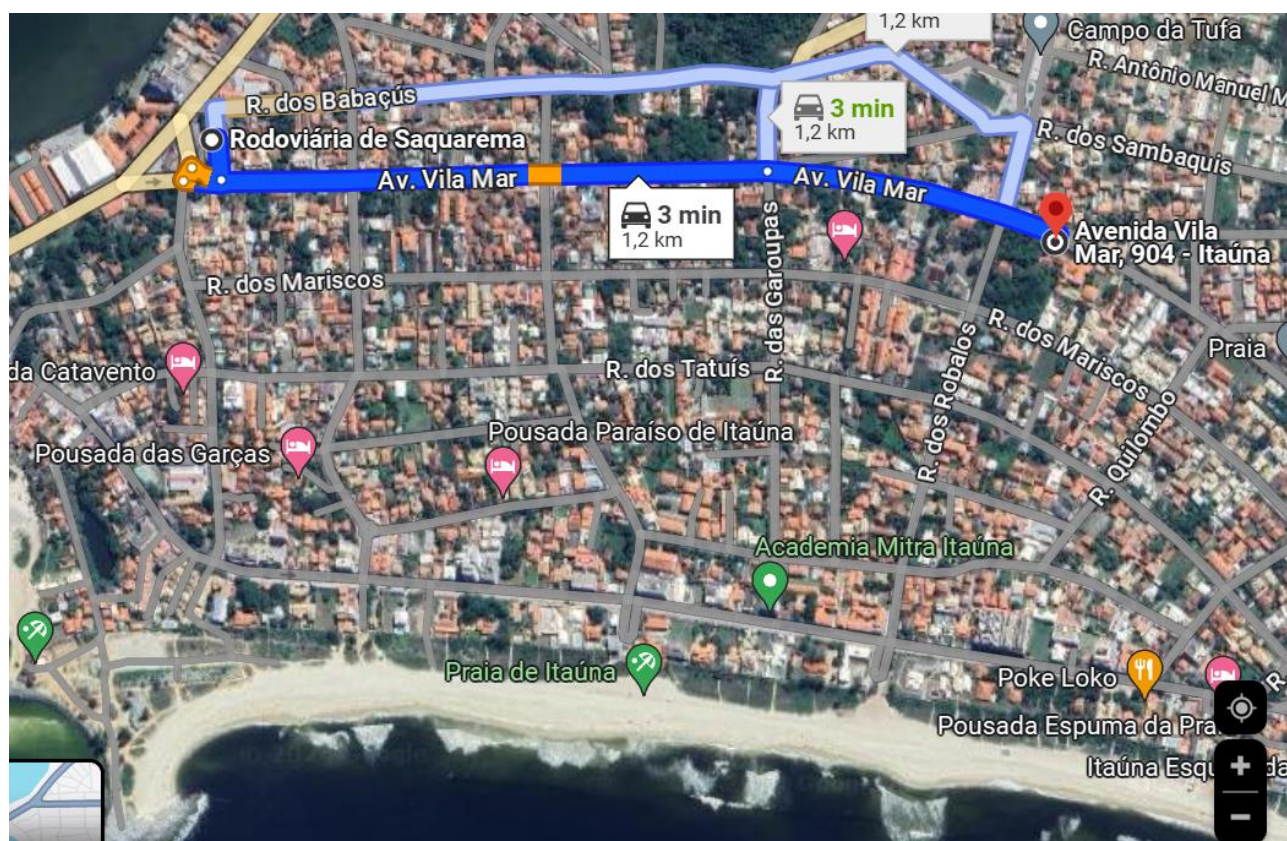 1,2 km
Campo da Tufa
R. Antônio Manuel M
R. dos Babaçús
3 min
1,2 km
Rodoviária de Saquarema
R. dos Sambaquis
Av. Vila Mar
Av. Vila Mar
3 min
1,2 km
Avenida Vila
Mar, 904 - Itaúna
R. dos Mariscos
R. das Garoupas
R. dos Mariscos
Praia
da Catavento
R. dos Tatuís
R. dos Robalos
R. Quilombo
Pousada Paraíso de Itaúna
Pousada das Garças
Academia Mitra Itaúna
Praia de Itaúna
Poke Loko
R.
Pousada Espuma da Pra
Itaúna Esqu
da
+
−